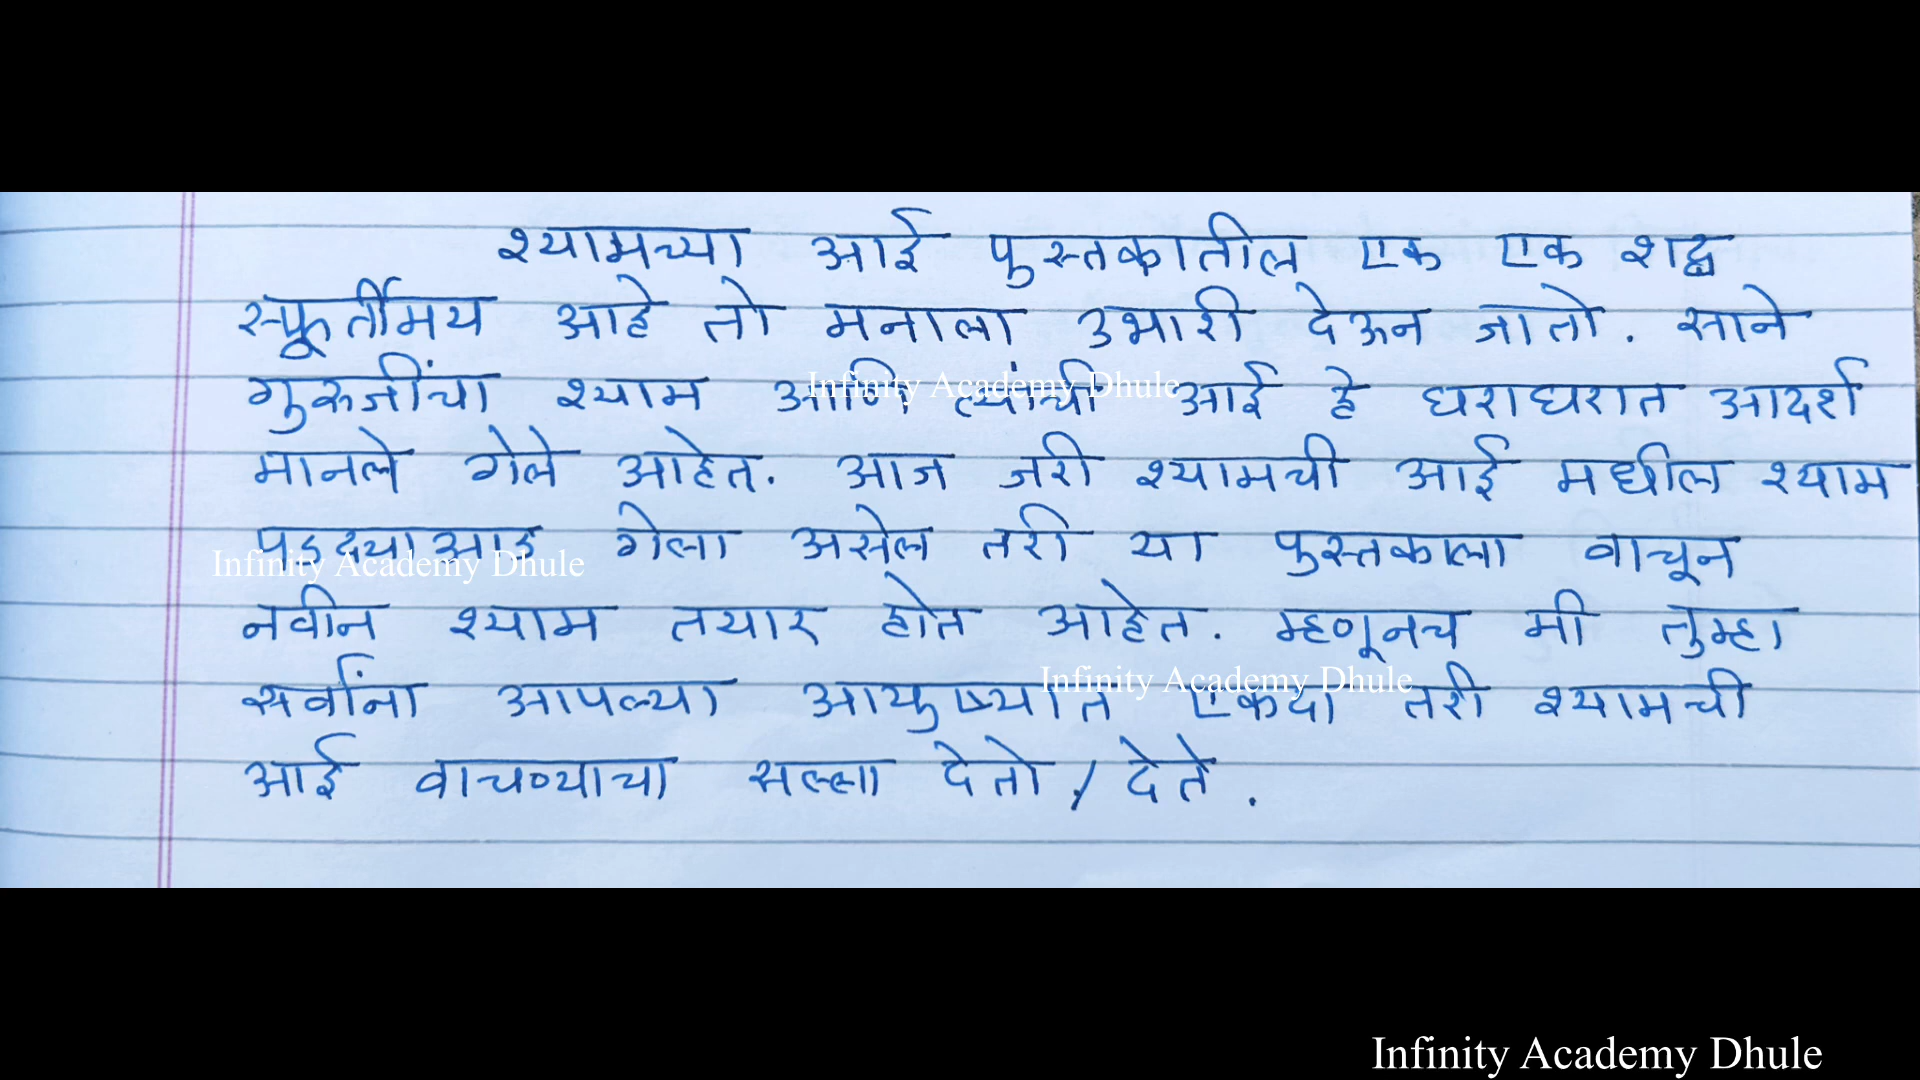 श्यामच्या आई पुस्तकातील एक एक शद्ब
स्फूर्तीमय आहे तो मनाला उभारी देऊन जातो. साने
गुरुजींचा श्याम आणि त्यांची आई हे घराघरात आदर्श
Infinity Academy Dhule
मानले गेले आहेत. आज जरी श्यामची आई मधील श्याम
पडद्याआड गेला असेल तरी या पुस्तकाला वाचून
Infinity Academy Dhule
नवीन श्याम तयार होत आहेत. म्हणूनच मी तुम्हा
Infinity Academy Dhule
सर्वांना आपल्या आयुष्यात एकदा तरी श्यामची
आई वाचण्याचा सल्ला देतो / देते.
Infinity Academy Dhule